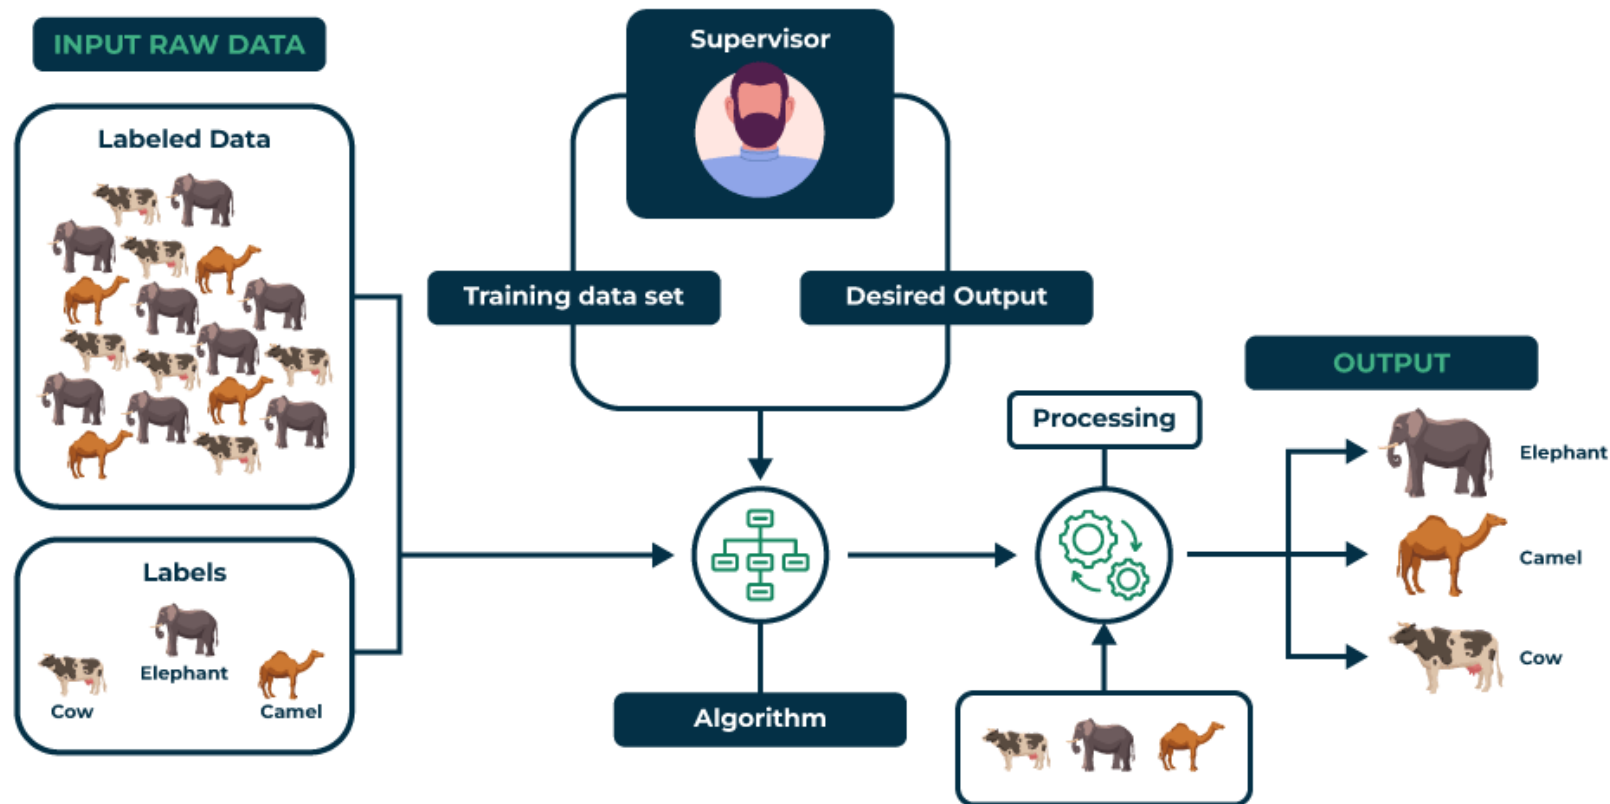 INPUT RAW DATA
Labeled Data
Labels
Elephant
Cow
Camel
Supervisor
Training data set
Desired Output
Algorithm
Processing
OUTPUT
Elephant
Camel
Cow